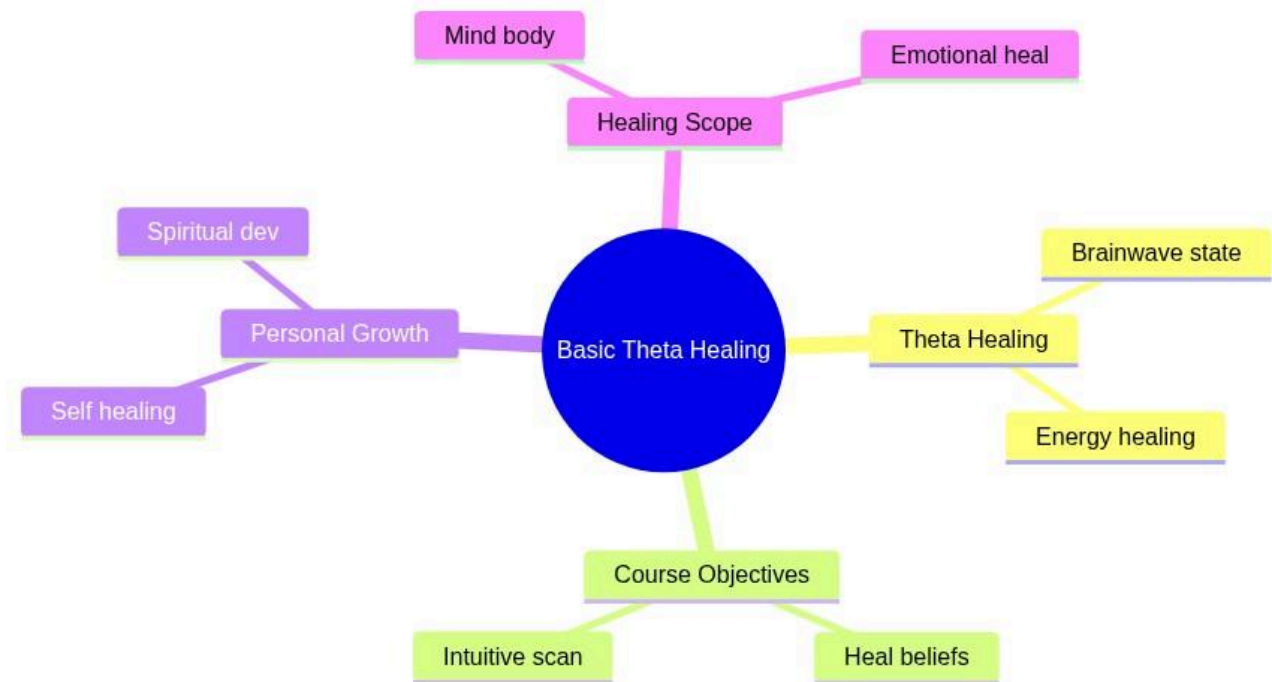 Mind body
Emotional heal
Healing Scope
Spiritual dev
Brainwave state
Personal Growth
Theta Healing
Basic Theta Healing
Self healing
Energy healing
Course Objectives
Intuitive scan
Heal beliefs